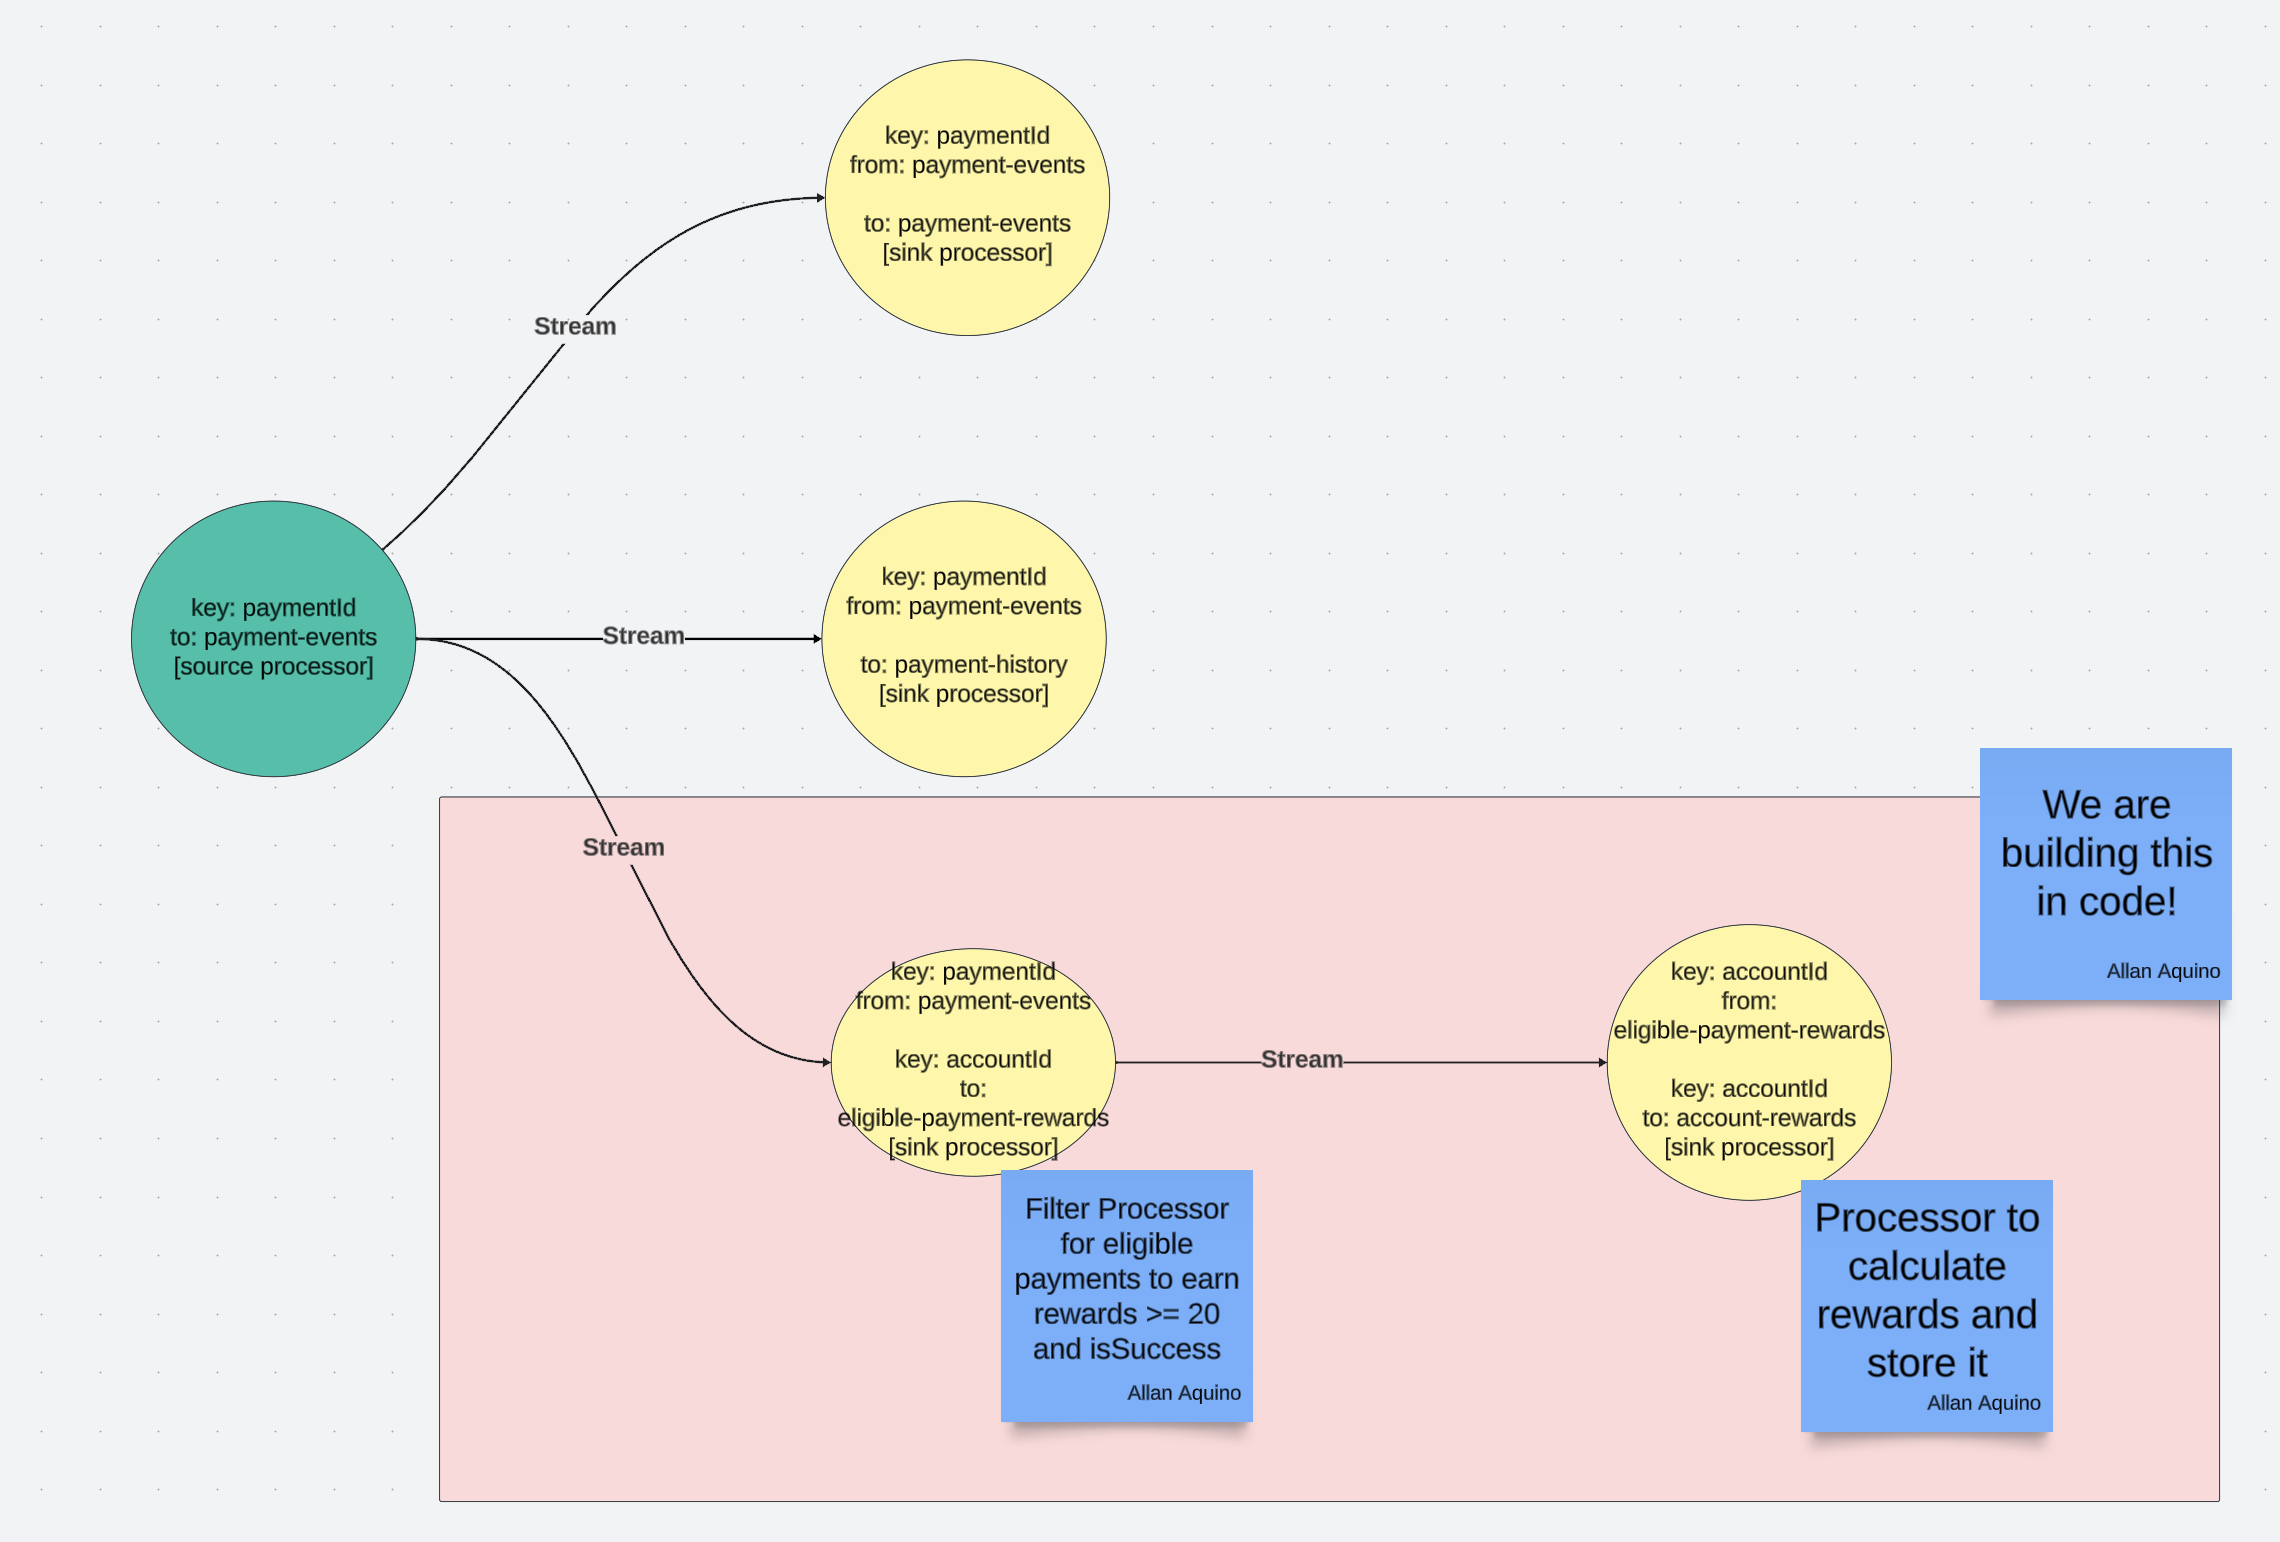 key: paymentId
from: payment-events
to: payment-events
[sink processor]
Stream
key: paymentId
to: payment-events
[source processor]
Stream
key: paymentId
from: payment-events
to: payment-history
[sink processor]
Stream
key: paymentId
from: payment-events
key: accountId
to:
eligible-payment-rewards
[sink processor]
Stream
key: accountId
from:
eligible-payment-rewards
key: accountId
to: account-rewards
[sink processor]
We are
building this
in code!
Allan Aquino
Filter Processor
for eligible
payments to earn
rewards >= 20
and isSuccess
Allan Aquino
Processor to
calculate
rewards and
store it
Allan Aquino